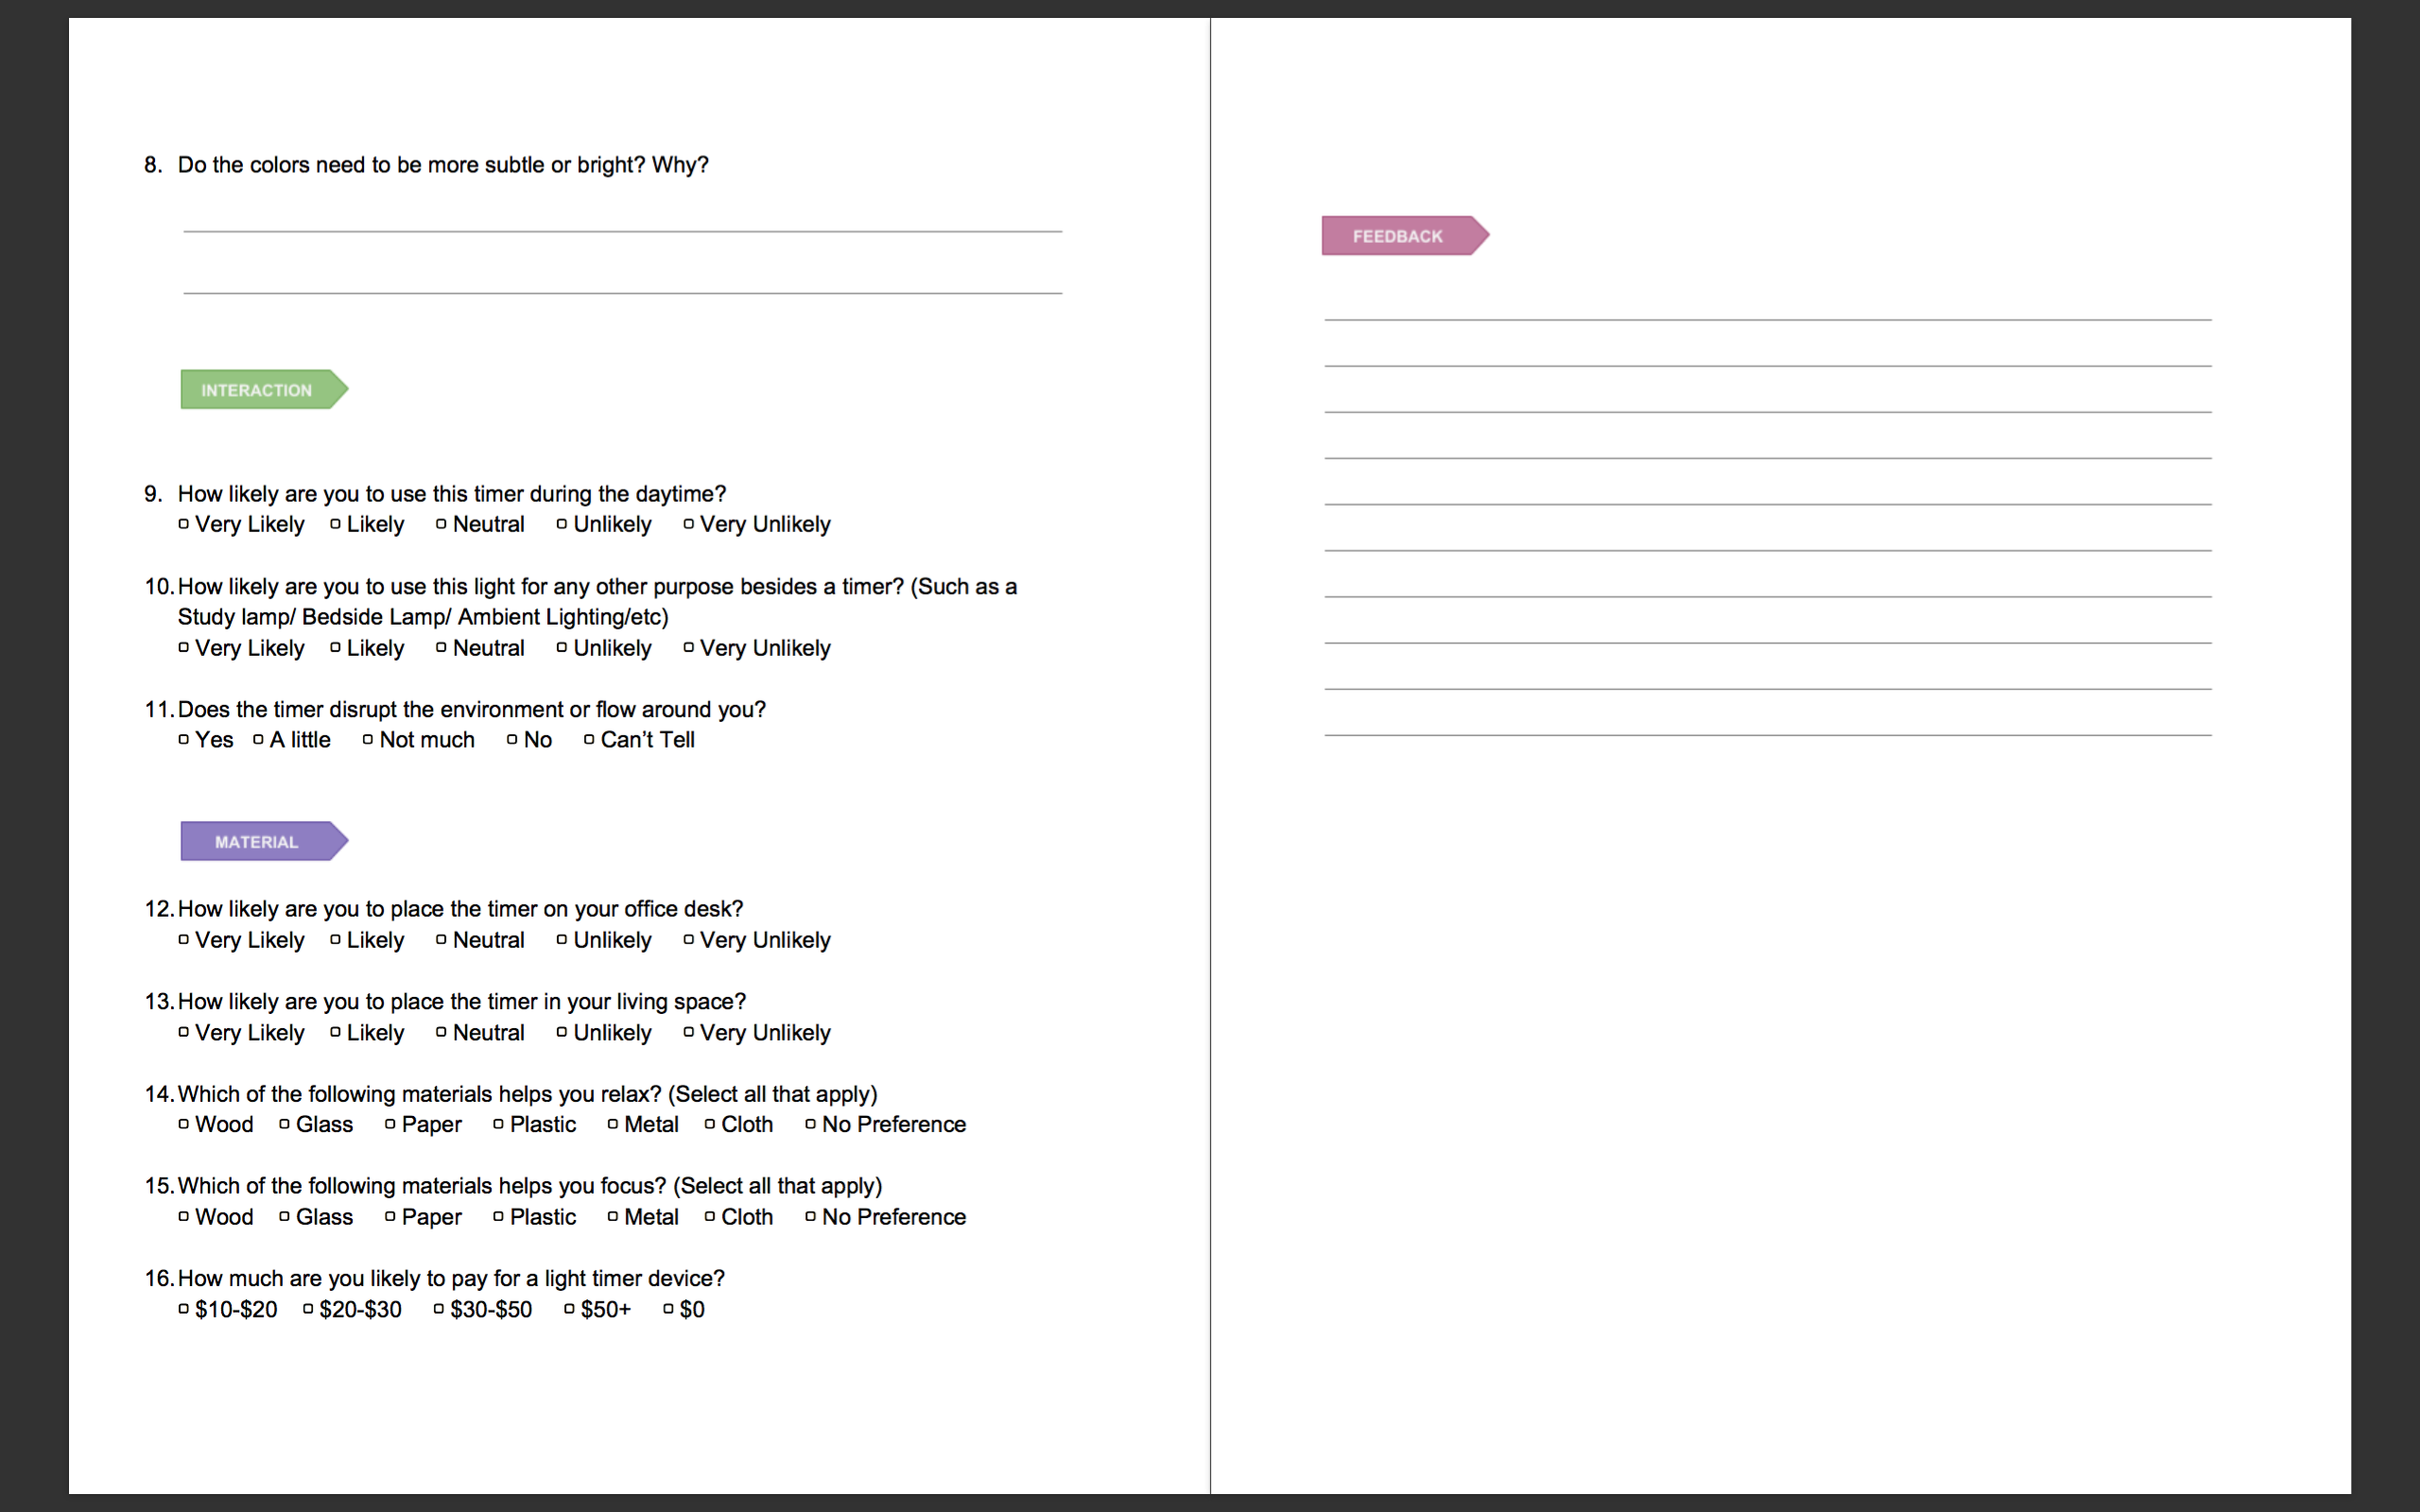 8. Do the colors need to be more subtle or bright? Why?
INTERACTION
9. How likely are you to use this timer during the daytime?
▫ Very Likely ▫ Likely ▫ Neutral ▫ Unlikely ▫ Very Unlikely
10. How likely are you to use this light for any other purpose besides a timer? (Such as a
Study lamp/ Bedside Lamp/ Ambient Lighting/etc)
▫ Very Likely ▫ Likely ▫ Neutral ▫ Unlikely ▫ Very Unlikely
11. Does the timer disrupt the environment or flow around you?
▫ Yes ▫ A little ▫ Not much ▫ No ▫ Can’t Tell
MATERIAL
12. How likely are you to place the timer on your office desk?
▫ Very Likely ▫ Likely ▫ Neutral ▫ Unlikely ▫ Very Unlikely
13. How likely are you to place the timer in your living space?
▫ Very Likely ▫ Likely ▫ Neutral ▫ Unlikely ▫ Very Unlikely
14. Which of the following materials helps you relax? (Select all that apply)
▫ Wood ▫ Glass ▫ Paper ▫ Plastic ▫ Metal ▫ Cloth ▫ No Preference
15. Which of the following materials helps you focus? (Select all that apply)
▫ Wood ▫ Glass ▫ Paper ▫ Plastic ▫ Metal ▫ Cloth ▫ No Preference
16. How much are you likely to pay for a light timer device?
▫ $10-$20 ▫ $20-$30 ▫ $30-$50 ▫ $50+ ▫ $0
FEEDBACK